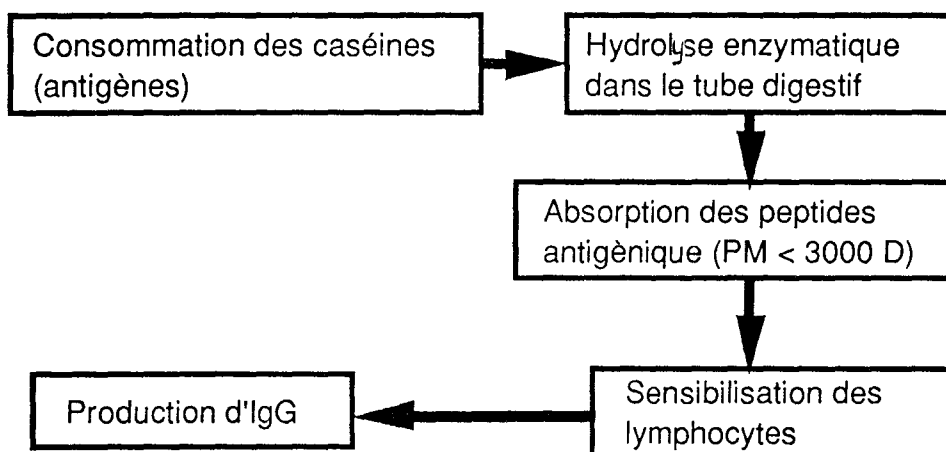 Consommation des caséines
(antigènes)
Hydrolyse enzymatique
dans le tube digestif
Absorption des peptides
antigènique (PM < 3000 D)
Sensibilisation des
lymphocytes
Production d'IgG